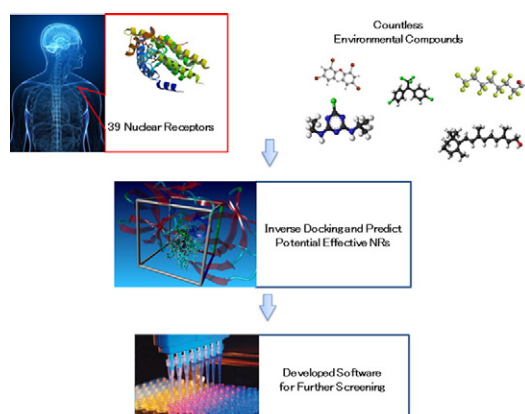 Countless
Environmental Compounds
39 Nuclear Receptors
Inverse Docking and Predict
Potential Effective NRs
Developed Software
for Further Screening